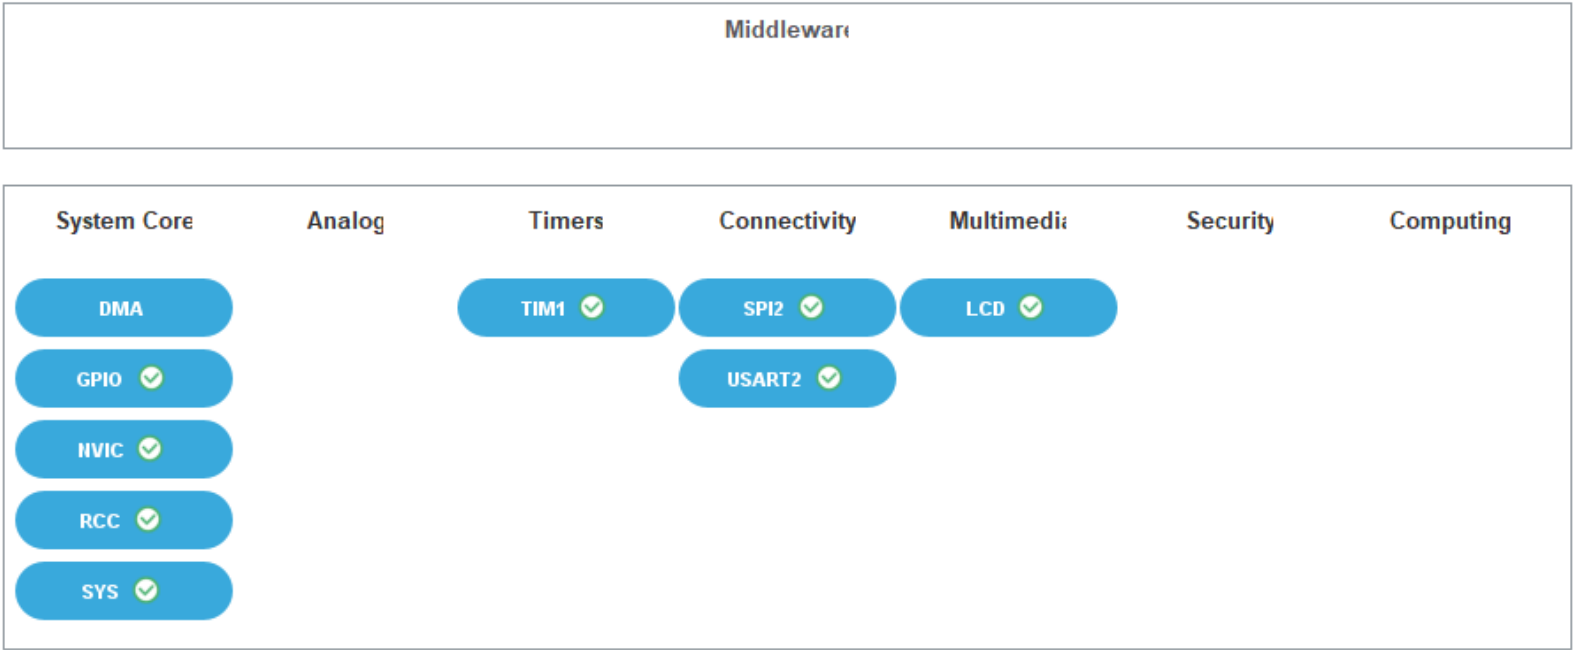 Middleware
System Core Analog Timers Connectivity Multimedia Security Computing
DMA TIM1 SPI2 LCD
GPIO USART2
NVIC
RCC
SYS